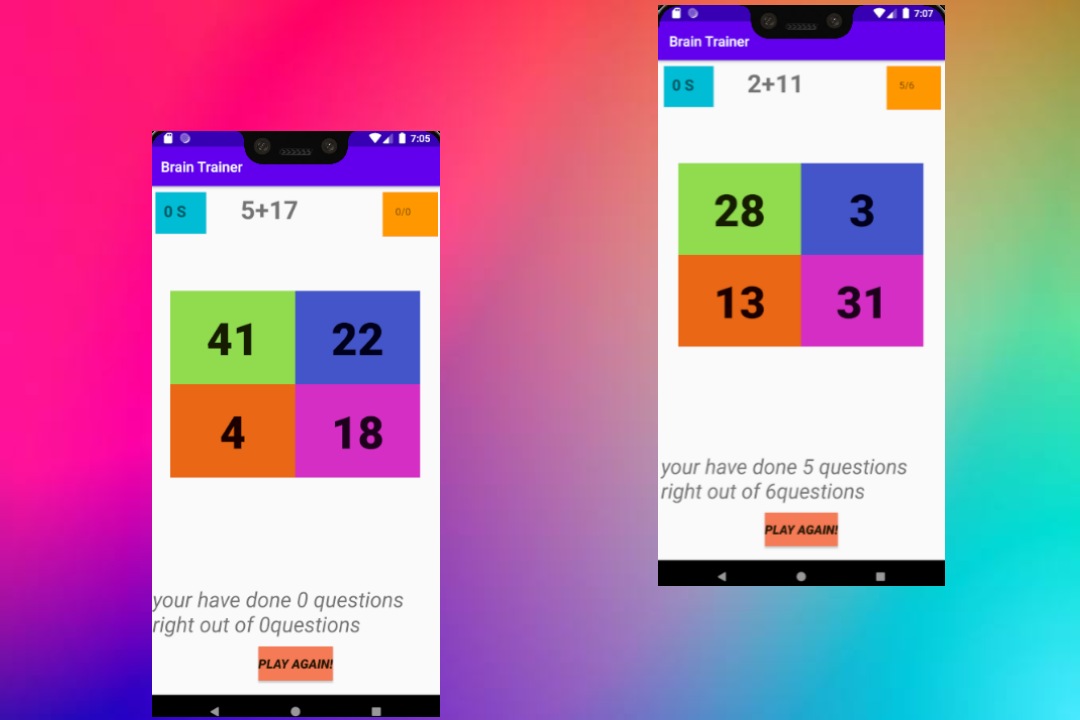 7:05
Brain Trainer
0 S 5+17 0/0
41 22
4 18
your have done 0 questions
right out of 0questions
PLAY AGAIN!
7:07
Brain Trainer
0 S 2+11 5/6
28 3
13 31
your have done 5 questions
right out of 6questions
PLAY AGAIN!